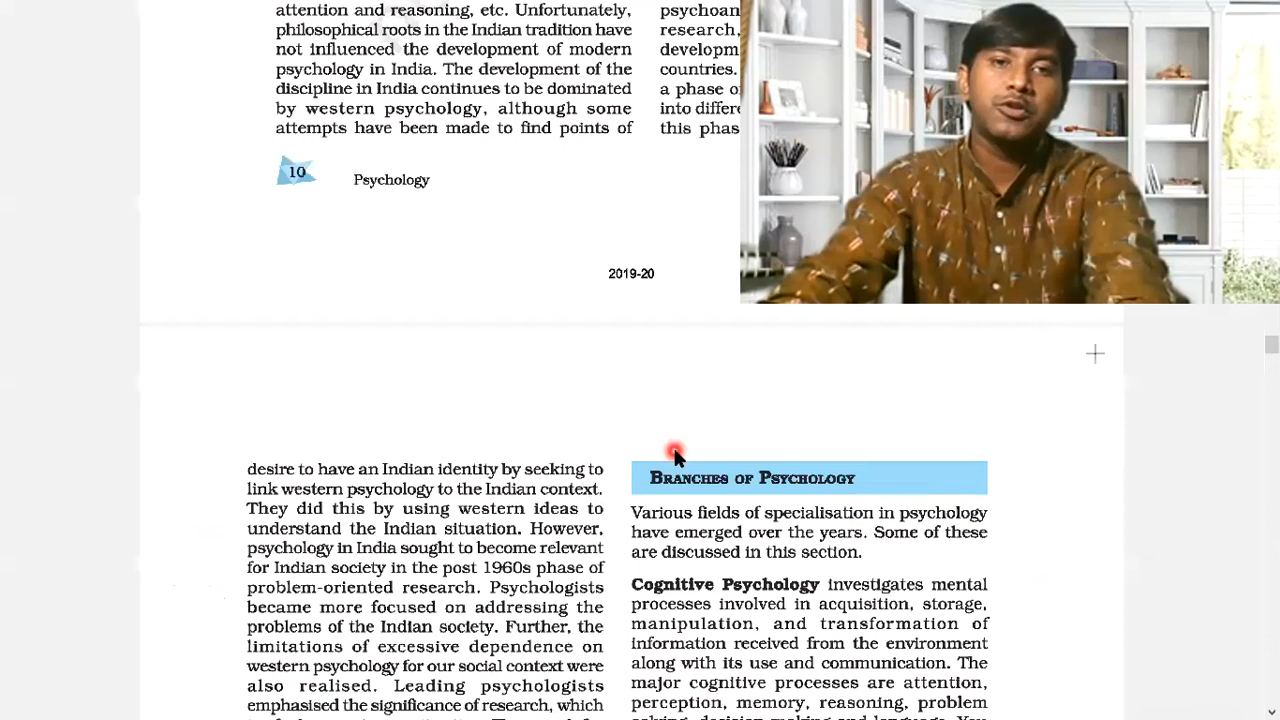 attention and reasoning, etc. Unfortunately,
philosophical roots in the Indian tradition have
not influenced the development of modern
psychology in India. The development of the
discipline in India continues to be dominated
by western psychology, although some
attempts have been made to find points of
psychoan
research,
developm
countries.
a phase o
into differe
this phas
10
Psychology
2019-20
desire to have an Indian identity by seeking to
link western psychology to the Indian context.
They did this by using western ideas to
understand the Indian situation. However,
psychology in India sought to become relevant
for Indian society in the post 1960s phase of
problem-oriented research. Psychologists
became more focused on addressing the
problems of the Indian society. Further, the
limitations of excessive dependence on
western psychology for our social context were
also realised. Leading psychologists
emphasised the significance of research, which
BRANCHES OF PSYCHOLOGY
Various fields of specialisation in psychology
have emerged over the years. Some of these
are discussed in this section.
Cognitive Psychology investigates mental
processes involved in acquisition, storage,
manipulation, and transformation of
information received from the environment
along with its use and communication. The
major cognitive processes are attention,
perception, memory, reasoning, problem